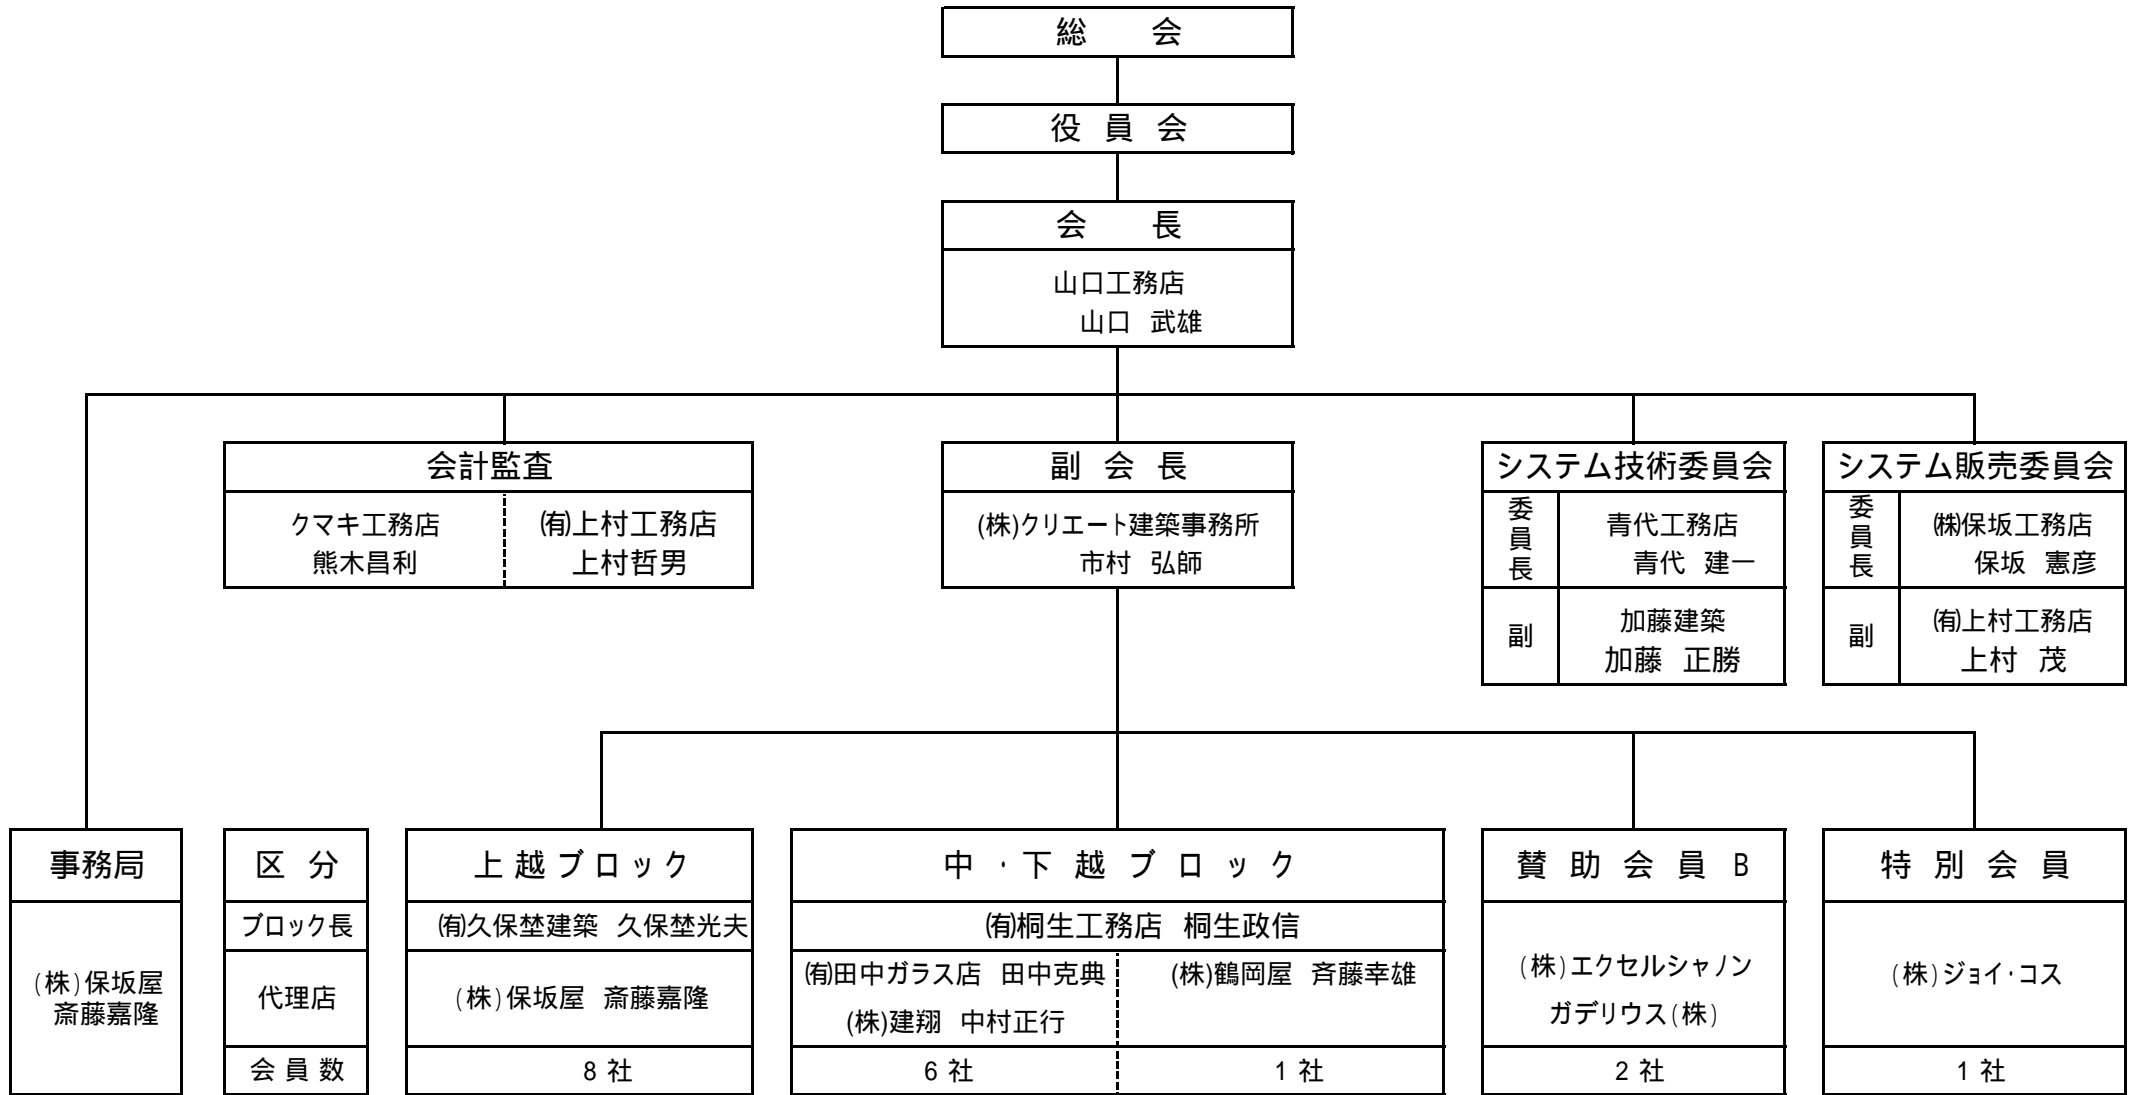 総 会
役 員 会
会 長
山口工務店
山口 武雄
会計監査
クマキ工務店
熊木昌利
㈲上村工務店
上村哲男
副 会 長
(株)クリエート建築事務所
市村 弘師
システム技術委員会
委員長
青代工務店
青代 建一
副
加藤建築
加藤 正勝
システム販売委員会
委員長
㈱保坂工務店
保坂 憲彦
副
㈲上村工務店
上村 茂
事務局
(株)保坂屋
斎藤嘉隆
区 分
ブロック長
代理店
会 員 数
上 越 ブ ロ ッ ク
㈲久保埜建築 久保埜光夫
(株)保坂屋 斎藤嘉隆
8 社
中 ・ 下 越 ブ ロ ッ ク
㈲桐生工務店 桐生政信
㈲田中ガラス店 田中克典
(株)建翔 中村正行
6 社
(株)鶴岡屋 斉藤幸雄
1 社
賛 助 会 員 B
(株)エクセルシャノン
ガデリウス(株)
2 社
特 別 会 員
(株)ジョイ・コス
1 社